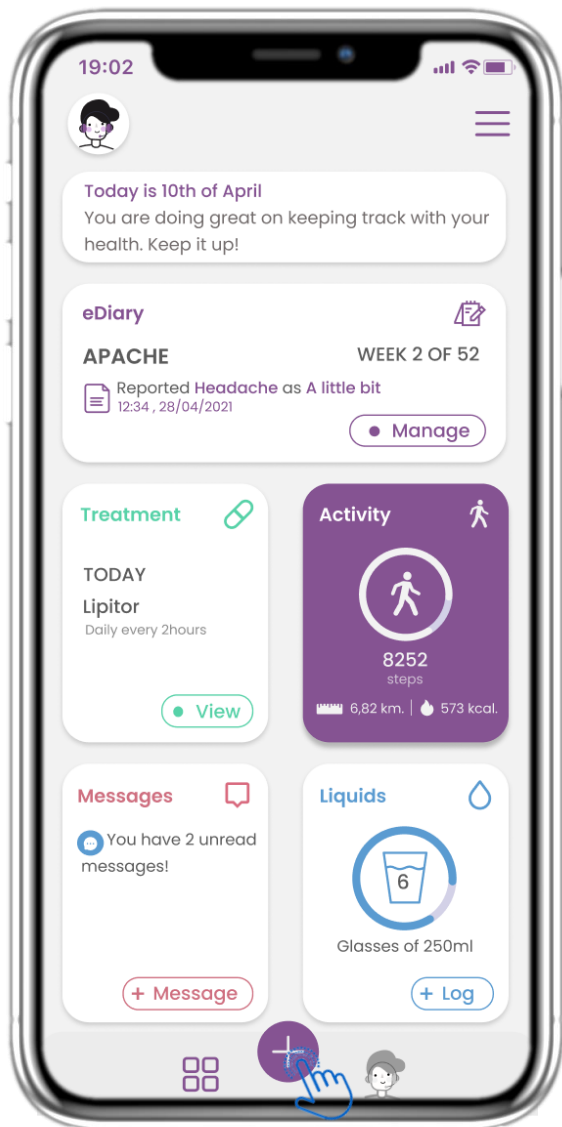 19:02
Today is 10th of April
You are doing great on keeping track with your
health. Keep it up!
eDiary
APACHE
WEEK 2 OF 52
Reported Headache as A little bit
12:34 , 28/04/2021
Manage
Treatment
TODAY
Lipitor
Daily every 2hours
View
Activity
8252
steps
6,82 km. | 573 kcal.
Messages
You have 2 unread
messages!
+ Message
Liquids
6
Glasses of 250ml
+ Log